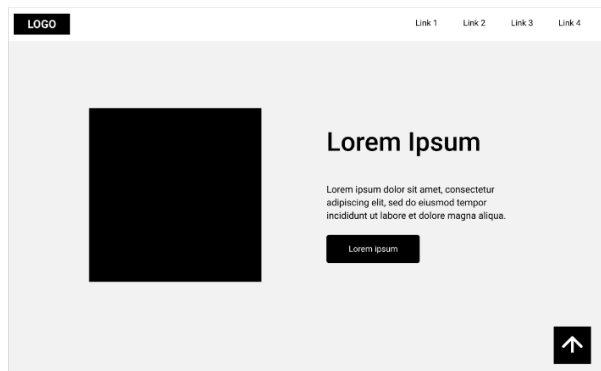 LOGO
Link 1 Link 2 Link 3 Link 4
Lorem Ipsum
Lorem ipsum dolor sit amet, consectetur
adipiscing elit, sed do eiusmod tempor
incididunt ut labore et dolore magna aliqua.
Lorem ipsum